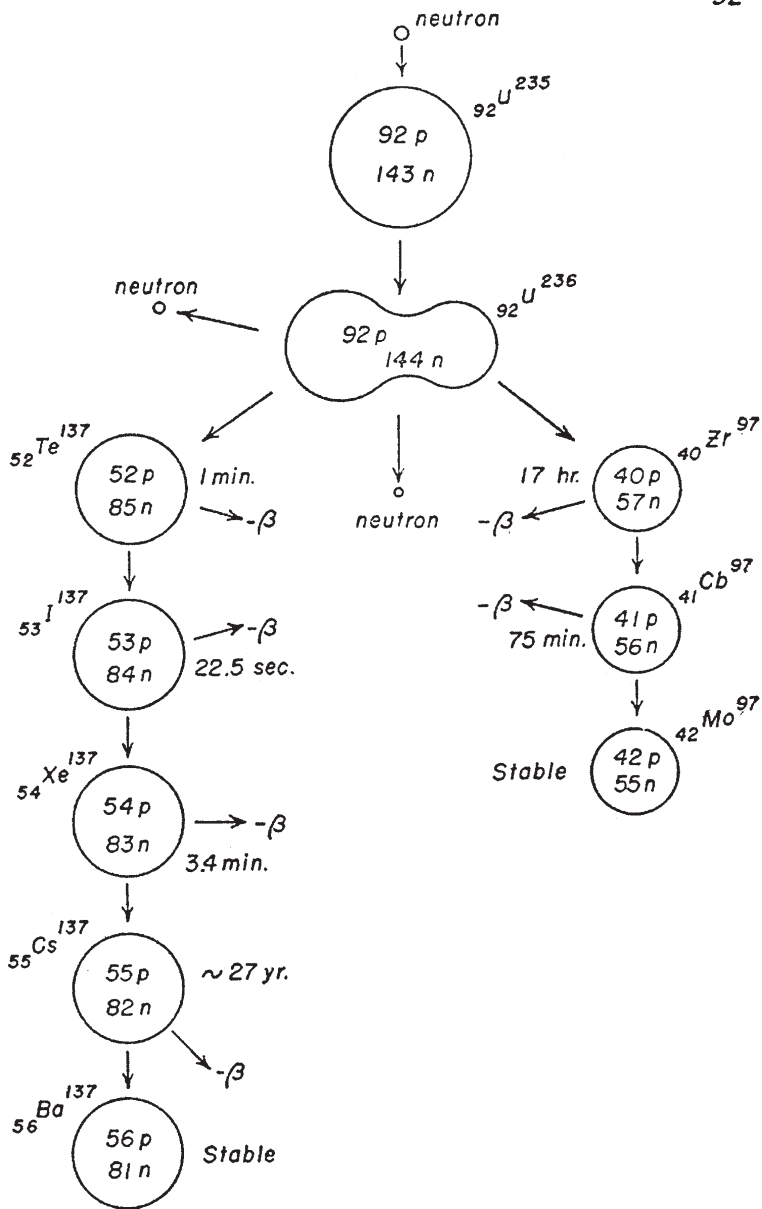 neutron
₉₂U²³⁵
92 p
143 n
neutron
₉₂U²³⁶
92 p
144 n
₅₂Te¹³⁷
52 p
85 n
1 min.
-β
neutron
₄₀Zr⁹⁷
17 hr.
40 p
57 n
-β
₅₃I¹³⁷
53 p
84 n
-β
22.5 sec.
₄₁Cb⁹⁷
-β
41 p
56 n
75 min.
₅₄Xe¹³⁷
54 p
83 n
-β
3.4 min.
₄₂Mo⁹⁷
Stable
42 p
55 n
₅₅Cs¹³⁷
55 p
82 n
~ 27 yr.
-β
₅₆Ba¹³⁷
56 p
81 n
Stable